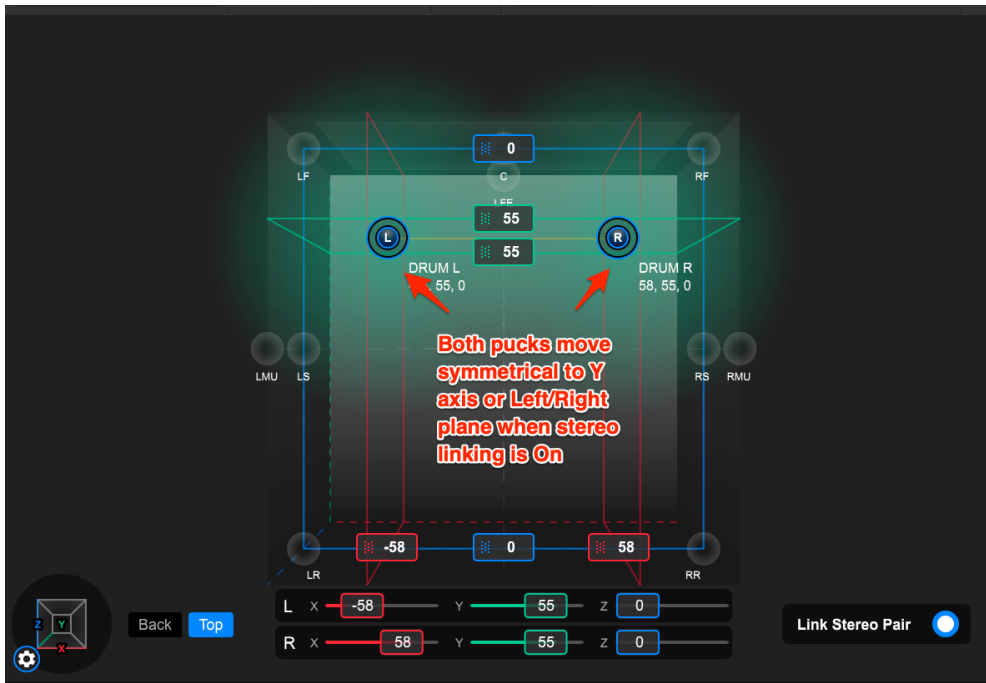 0
LF
C
RF
LFE
55
L
R
55
DRUM L
DRUM R
55, 0
58, 55, 0
Both pucks move
symmetrical to Y
axis or Left/Right
plane when stereo
linking is On
LMU
LS
RS
RMU
-58
0
58
LR
RR
L X -58 Y 55 Z 0
R X 58 Y 55 Z 0
Z Y X
Back
Top
Link Stereo Pair